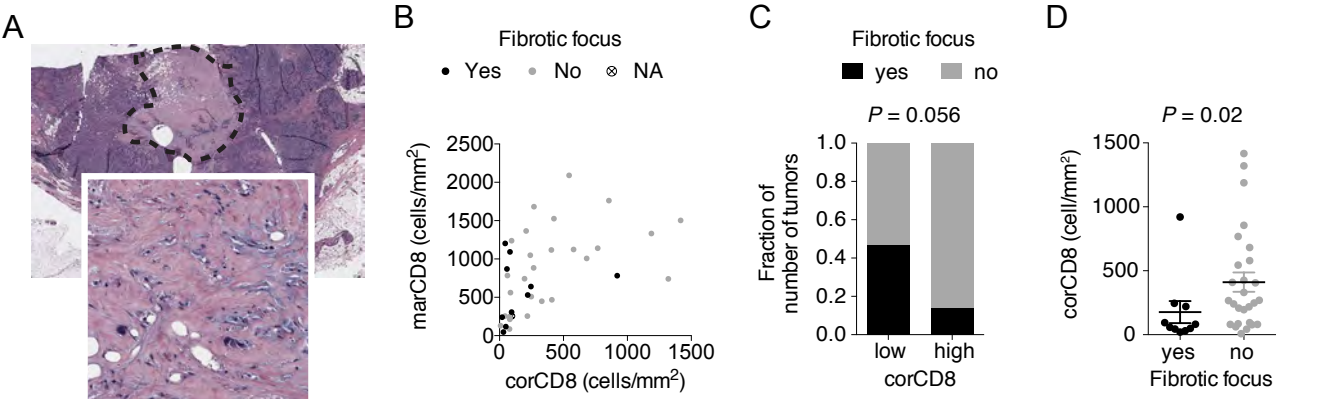 A
B
Fibrotic focus
Yes No NA
marCD8 (cells/mm²)
2500
2000
1500
1000
500
0
0 500 1000 1500
corCD8 (cells/mm²)
C
Fibrotic focus
yes no
P = 0.056
Fraction of
number of tumors
1.0
0.8
0.6
0.4
0.2
0.0
low high
corCD8
D
P = 0.02
corCD8 (cell/mm²)
1500
1000
500
0
yes no
Fibrotic focus